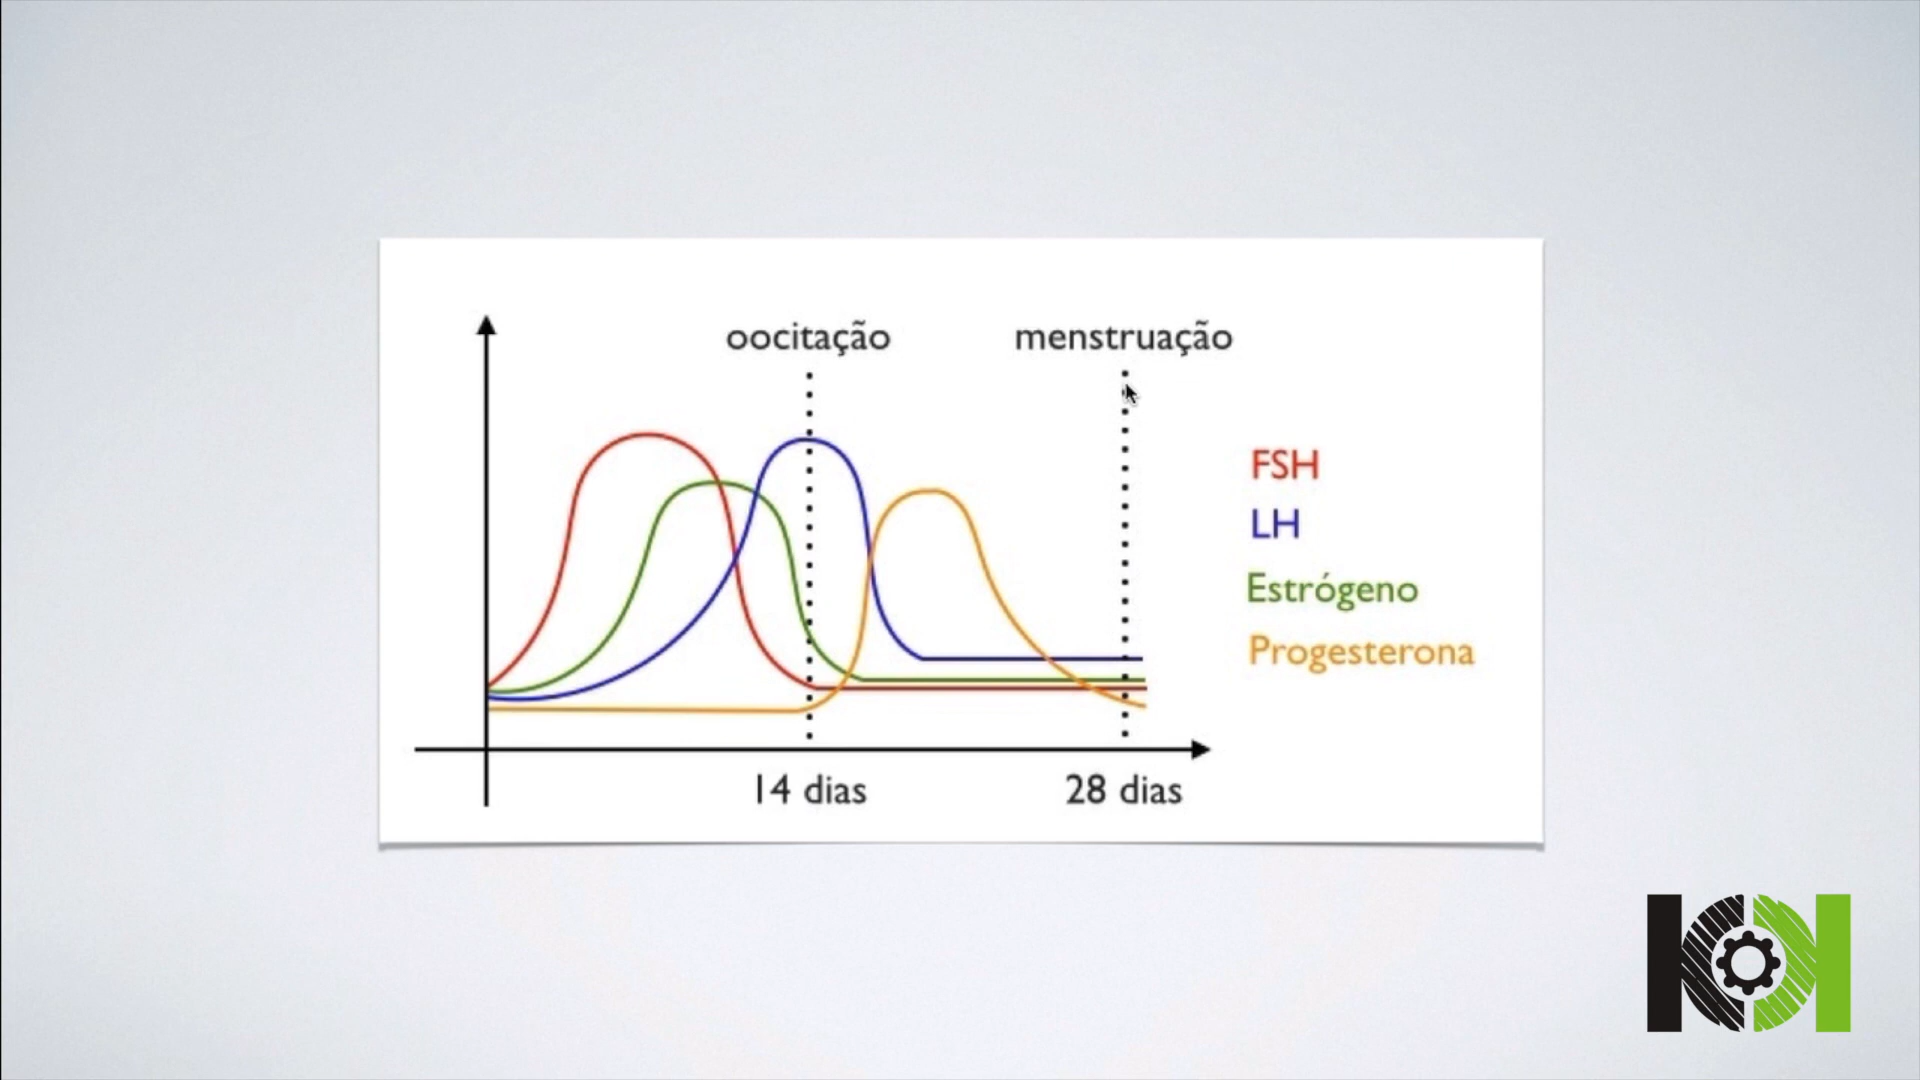 oocitação
menstruação
FSH
LH
Estrógeno
Progesterona
14 dias
28 dias